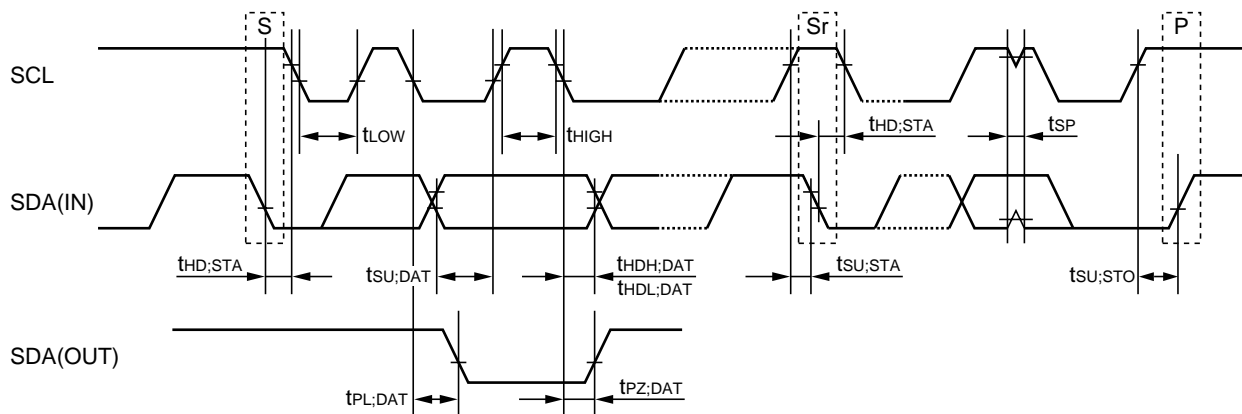 S
Sr
P
SCL
tLOW
tHIGH
tHD;STA
tSP
SDA(IN)
tHD;STA
tSU;DAT
tHDH;DAT
tHDL;DAT
tSU;STA
tSU;STO
SDA(OUT)
tPL;DAT
tPZ;DAT